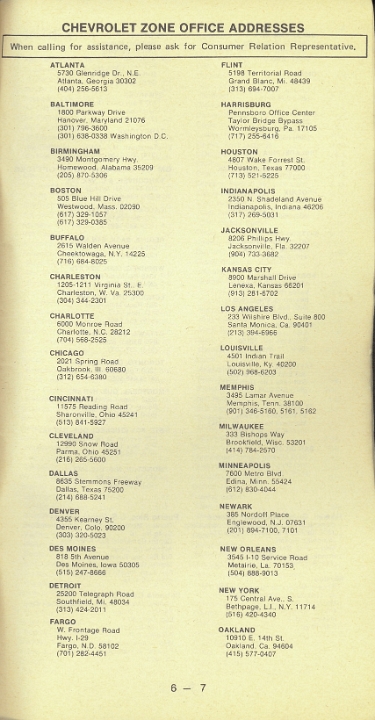 CHEVROLET ZONE OFFICE ADDRESSES
When calling for assistance, please ask for Consumer Relation Representative.
ATLANTA
5730 Glenridge Dr., N.E.
Atlanta, Georgia 30302
(404) 256-5613
BALTIMORE
1800 Parkway Drive
Hanover, Maryland 21076
(301) 796-3600
(301) 636-0338 Washington D.C.
BIRMINGHAM
3490 Montgomery Hwy.
Homewood, Alabama 35209
(205) 870-5306
BOSTON
505 Blue Hill Drive
Westwood, Mass. 02090
(617) 329-1057
(617) 329-0385
BUFFALO
2615 Walden Avenue
Cheektowaga, N.Y. 14225
(716) 684-8025
CHARLESTON
1205-1211 Virginia St. E.
Charleston, W. Va. 25300
(304) 344-2301
CHARLOTTE
6000 Monroe Road
Charlotte, N.C. 28212
(704) 568-2525
CHICAGO
2021 Spring Road
Oakbrook, Ill. 60680
(312) 654-6380
CINCINNATI
11575 Reading Road
Sharonville, Ohio 45241
(513) 841-5927
CLEVELAND
12990 Snow Road
Parma, Ohio 45251
(216) 265-5600
DALLAS
8635 Stemmons Freeway
Dallas, Texas 75200
(214) 688-5241
DENVER
4355 Kearney St.
Denver, Colo. 90200
(303) 320-5023
DES MOINES
818 5th Avenue
Des Moines, Iowa 50305
(515) 247-8666
DETROIT
25200 Telegraph Road
Southfield, Mi. 48034
(313) 424-2011
FARGO
W. Frontage Road
Hwy. I-29
Fargo, N.D. 58102
(701) 282-4451
FLINT
5198 Territorial Road
Grand Blanc, Mi. 48439
(313) 694-7007
HARRISBURG
Pennsboro Office Center
Taylor Bridge Bypass
Wormleysburg, Pa. 17105
(717) 255-6416
HOUSTON
4807 Wake Forrest St.
Houston, Texas 77000
(713) 521-5225
INDIANAPOLIS
2350 N. Shadeland Avenue
Indianapolis, Indiana 46206
(317) 269-5031
JACKSONVILLE
8206 Phillips Hwy.
Jacksonville, Fla. 32207
(904) 733-3682
KANSAS CITY
8900 Marshall Drive
Lenexa, Kansas 66201
(913) 281-6702
LOS ANGELES
233 Wilshire Blvd., Suite 800
Santa Monica, Ca. 90401
(213) 394-6966
LOUISVILLE
4501 Indian Trail
Louisville, Ky. 40200
(502) 968-6203
MEMPHIS
3495 Lamar Avenue
Memphis, Tenn. 38100
(901) 346-5160, 5161, 5162
MILWAUKEE
333 Bishops Way
Brookfield, Wisc. 53201
(414) 784-2570
MINNEAPOLIS
7600 Metro Blvd.
Edina, Minn. 55424
(612) 830-4044
NEWARK
385 Nordoff Place
Englewood, N.J. 07631
(201) 894-7100, 7101
NEW ORLEANS
3545 I-10 Service Road
Metairie, La. 70153
(504) 886-9013
NEW YORK
175 Central Ave., S.
Bethpage, L.I., N.Y. 11714
(516) 420-4340
OAKLAND
10910 E. 14th St.
Oakland, Ca. 94604
(415) 577-0407
6 — 7